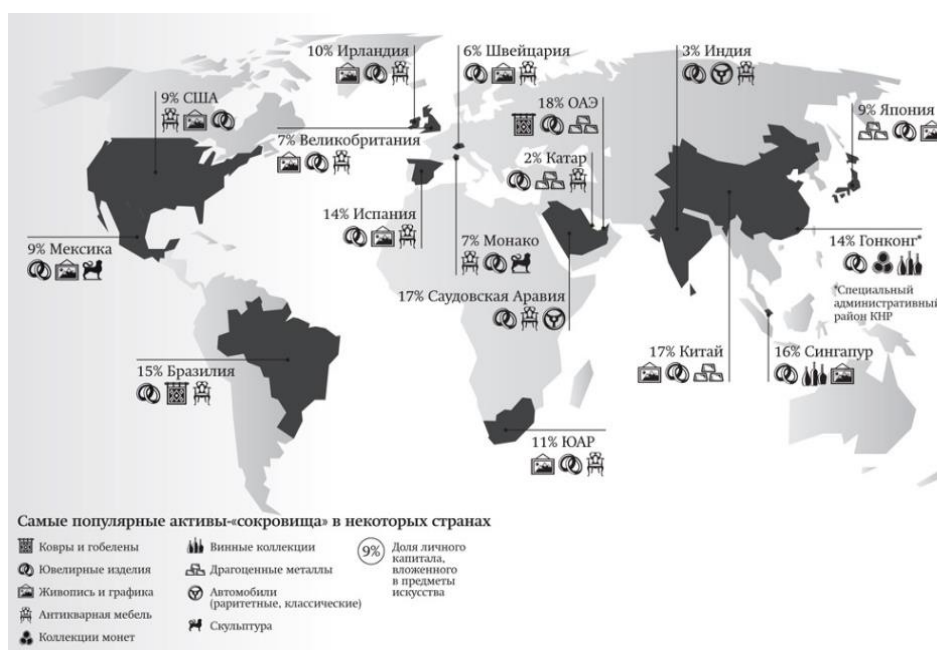 10% Ирландия
6% Швейцария
3% Индия
9% США
18% ОАЭ
9% Япония
7% Великобритания
2% Катар
14% Испания
9% Мексика
7% Монако
14% Гонконг*
*Специальный
административный
район КНР
17% Саудовская Аравия
15% Бразилия
17% Китай
16% Сингапур
11% ЮАР
Самые популярные активы-«сокровища» в некоторых странах
Ковры и гобелены
Ювелирные изделия
Живопись и графика
Антикварная мебель
Коллекции монет
Винные коллекции
Драгоценные металлы
Автомобили
(раритетные, классические)
Скульптура
9%
Доля личного
капитала,
вложенного
в предметы
искусства